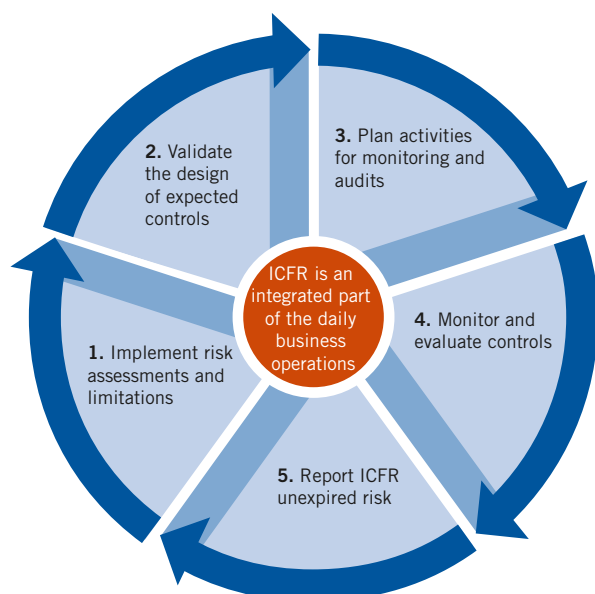 1. Implement risk
assessments and
limitations
2. Validate
the design
of expected
controls
3. Plan activities
for monitoring and
audits
4. Monitor and
evaluate controls
5. Report ICFR
unexpired risk
ICFR is an
integrated part
of the daily
business
operations